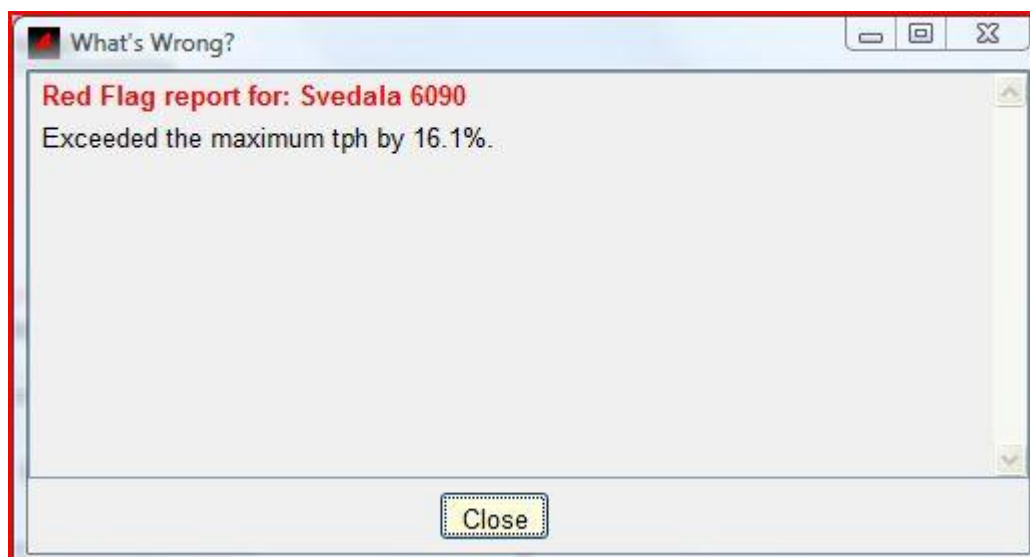 What's Wrong?
Red Flag report for: Svedala 6090
Exceeded the maximum tph by 16.1%.
Close